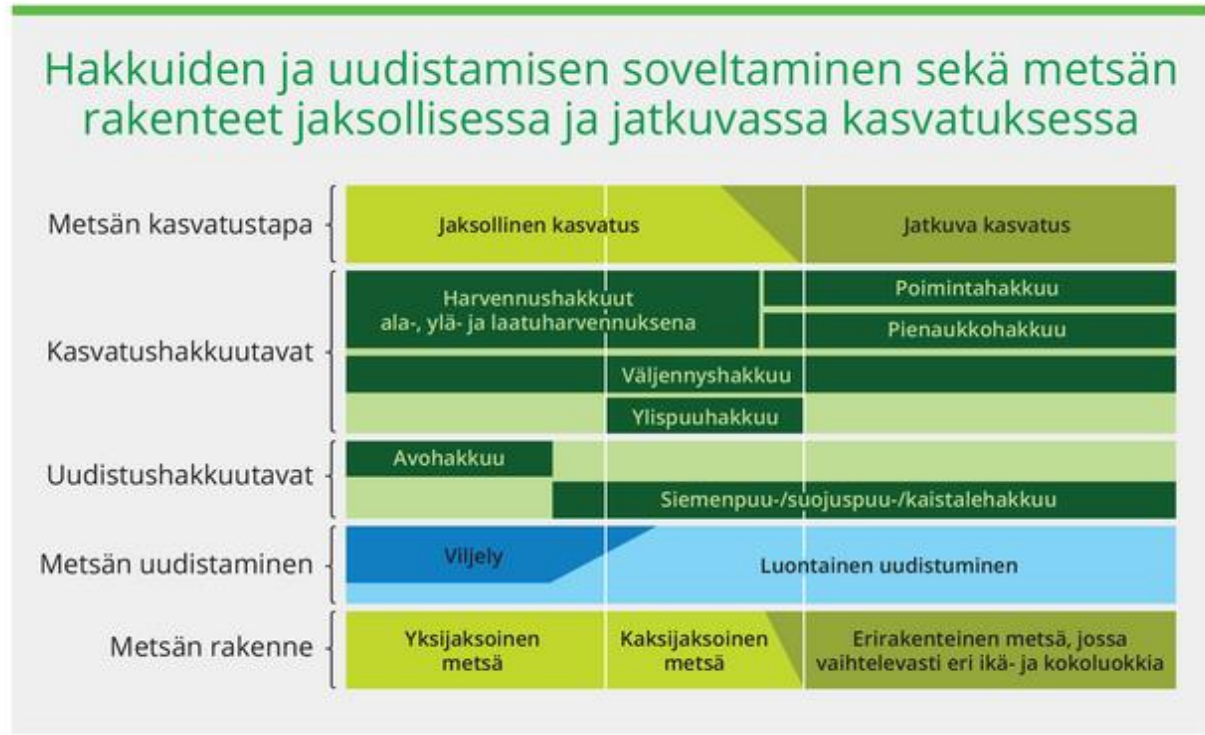 Hakkuiden ja uudistamisen soveltaminen sekä metsän
rakenteet jaksollisessa ja jatkuvassa kasvatuksessa
Metsän kasvatustapa
Jaksollinen kasvatus
Jatkuva kasvatus
Kasvatushakkuutavat
Harvennushakkuut
ala-, ylä- ja laatuharvennuksena
Poimintahakkuu
Pienaukkohakkuu
Väljennyshakkuu
Ylispuuhakkuu
Uudistushakkuutavat
Avohakkuu
Siemenpuu-/suojuspuu-/kaistalehakkuu
Metsän uudistaminen
Viljely
Luontainen uudistuminen
Metsän rakenne
Yksijaksoinen
metsä
Kaksijaksoinen
metsä
Erirakenteinen metsä, jossa
vaihtelevasti eri ikä- ja kokoluokkia